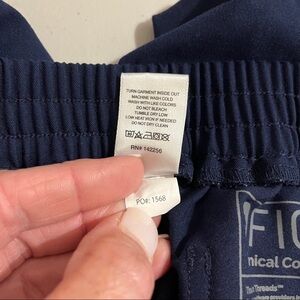 TURN GARMENT INSIDE OUT
MACHINE WASH COLD
WASH WITH LIKE COLORS
DO NOT BLEACH
TUMBLE DRY LOW
LOW HEAT IRON IF NEEDED
DO NOT DRY CLEAN
RN# 142256
PO#: 1568
FIG
nical Co
Threads™